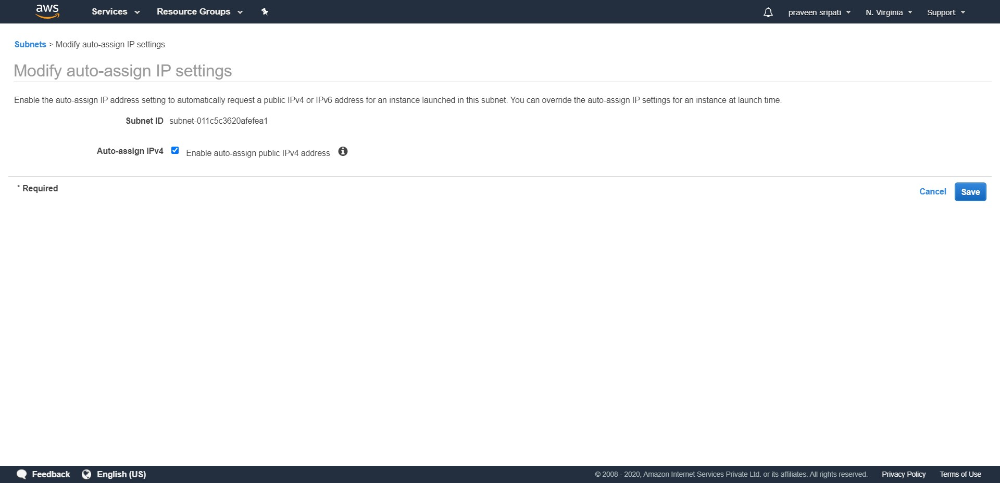 aws Services Resource Groups praveen sripati N. Virginia Support
Subnets > Modify auto-assign IP settings
Modify auto-assign IP settings
Enable the auto-assign IP address setting to automatically request a public IPv4 or IPv6 address for an instance launched in this subnet. You can override the auto-assign IP settings for an instance at launch time.
Subnet ID subnet-011c5c3620afefea1
Auto-assign IPv4 Enable auto-assign public IPv4 address
* Required
Cancel Save
Feedback English (US) © 2008 - 2020, Amazon Internet Services Private Ltd. or its affiliates. All rights reserved. Privacy Policy Terms of Use